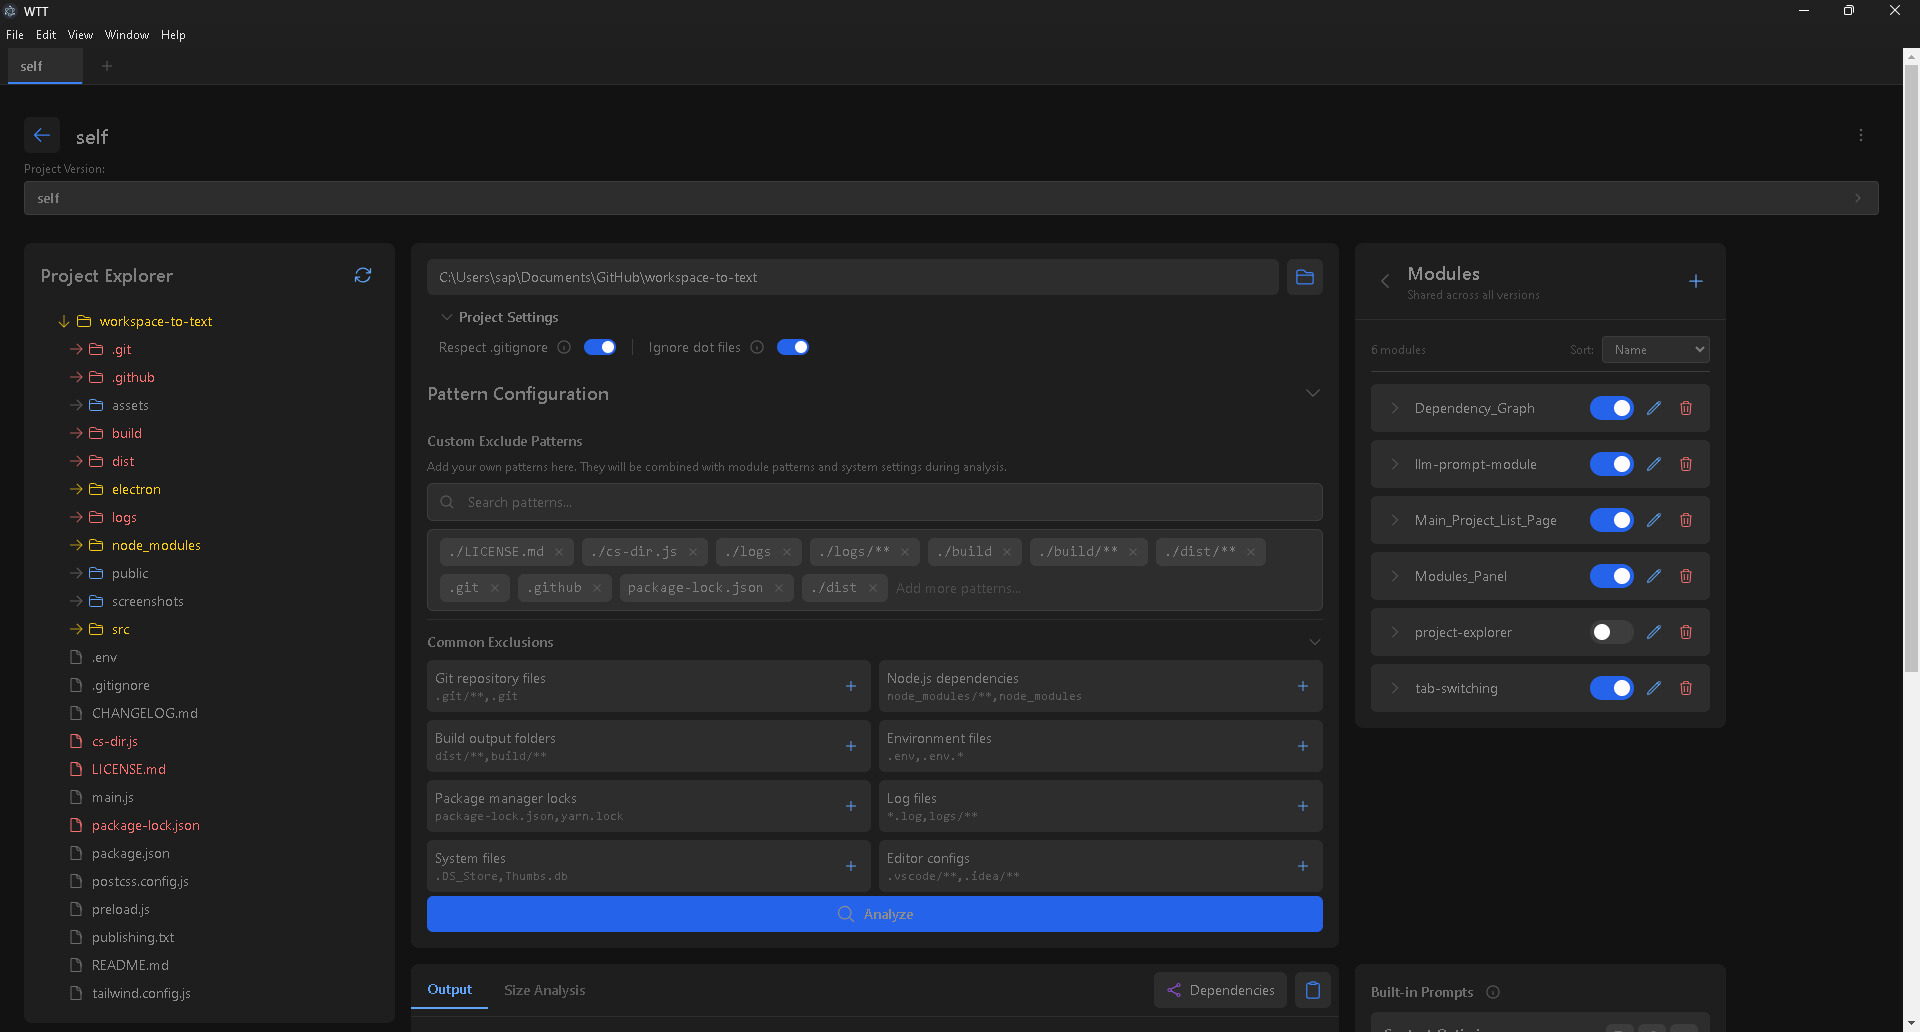 WTT
File Edit View Window Help
self
self
Project Version:
self
Project Explorer
workspace-to-text
.git
.github
assets
build
dist
electron
logs
node_modules
public
screenshots
src
.env
.gitignore
CHANGELOG.md
cs-dir.js
LICENSE.md
main.js
package-lock.json
package.json
postcss.config.js
preload.js
publishing.txt
README.md
tailwind.config.js
C:\Users\sap\Documents\GitHub\workspace-to-text
Project Settings
Respect .gitignore Ignore dot files
Pattern Configuration
Custom Exclude Patterns
Add your own patterns here. They will be combined with module patterns and system settings during analysis.
Search patterns...
./LICENSE.md × ./cs-dir.js × ./logs × ./logs/** × ./build × ./build/** × ./dist/** ×
.git × .github × package-lock.json × ./dist × Add more patterns...
Common Exclusions
Git repository files
.git/**,.git
Node.js dependencies
node_modules/**,node_modules
Build output folders
dist/**,build/**
Environment files
.env,.env.*
Package manager locks
package-lock.json,yarn.lock
Log files
*.log,logs/**
System files
.DS_Store,Thumbs.db
Editor configs
.vscode/**,.idea/**
Analyze
Output Size Analysis Dependencies
Modules
Shared across all versions
6 modules Sort: Name
Dependency_Graph
llm-prompt-module
Main_Project_List_Page
Modules_Panel
project-explorer
tab-switching
Built-in Prompts